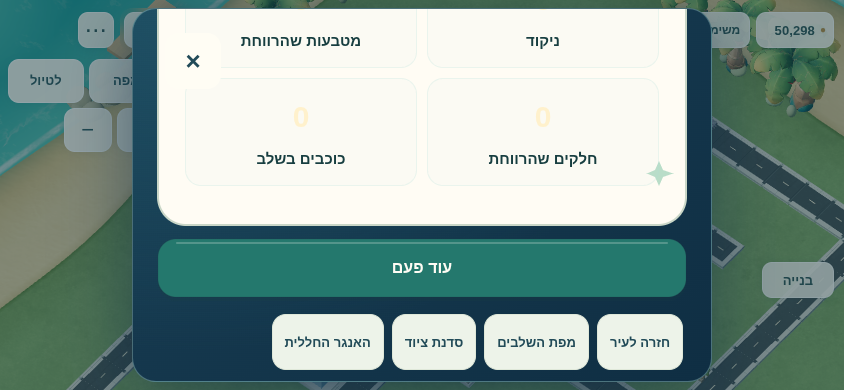 50,298
משימ
לטיול
מפה
ניקוד
מטבעות שהרווחת
0
חלקים שהרווחת
0
כוכבים בשלב
עוד פעם
בנייה
חזרה לעיר
מפת השלבים
סדנת ציוד
האנגר החללית